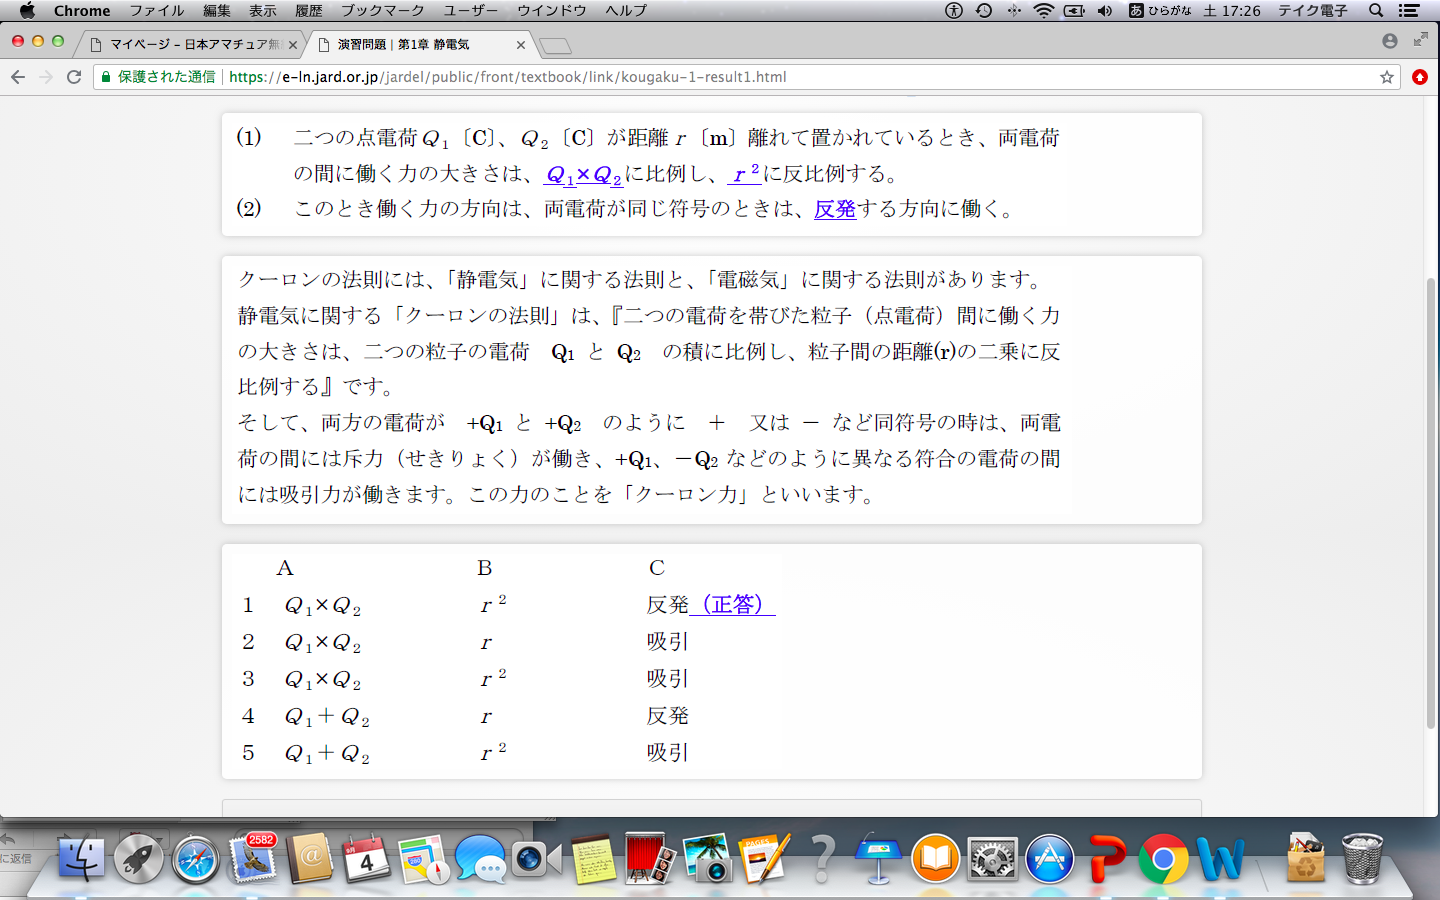 Chrome ファイル 編集 表示 履歴 ブックマーク ユーザー ウインドウ ヘルプ あ ひらがな 土 17:26 テイク電子
マイページ – 日本アマチュア無 演習問題 | 第1章 静電気
保護された通信 https://e-ln.jard.or.jp/jardel/public/front/textbook/link/kougaku-1-result1.html
(1) 二つの点電荷Q1〔C〕、Q2〔C〕が距離r〔m〕離れて置かれているとき、両電荷
の間に働く力の大きさは、Q1×Q2に比例し、r2に反比例する。
(2) このとき働く力の方向は、両電荷が同じ符号のときは、反発する方向に働く。
クーロンの法則には、「静電気」に関する法則と、「電磁気」に関する法則があります。
静電気に関する「クーロンの法則」は、『二つの電荷を帯びた粒子（点電荷）間に働く力
の大きさは、二つの粒子の電荷 Q1 と Q2 の積に比例し、粒子間の距離(r)の二乗に反
比例する』です。
そして、両方の電荷が +Q1 と +Q2 のように ＋ 又は － など同符号の時は、両電
荷の間には斥力（せきりょく）が働き、+Q1、－Q2 などのように異なる符合の電荷の間
には吸引力が働きます。この力のことを「クーロン力」といいます。
A B C
1 Q1×Q2 r2 反発（正答）
2 Q1×Q2 r 吸引
3 Q1×Q2 r2 吸引
4 Q1＋Q2 r 反発
5 Q1＋Q2 r2 吸引
に返信
2582
9月
4
280
PAGES